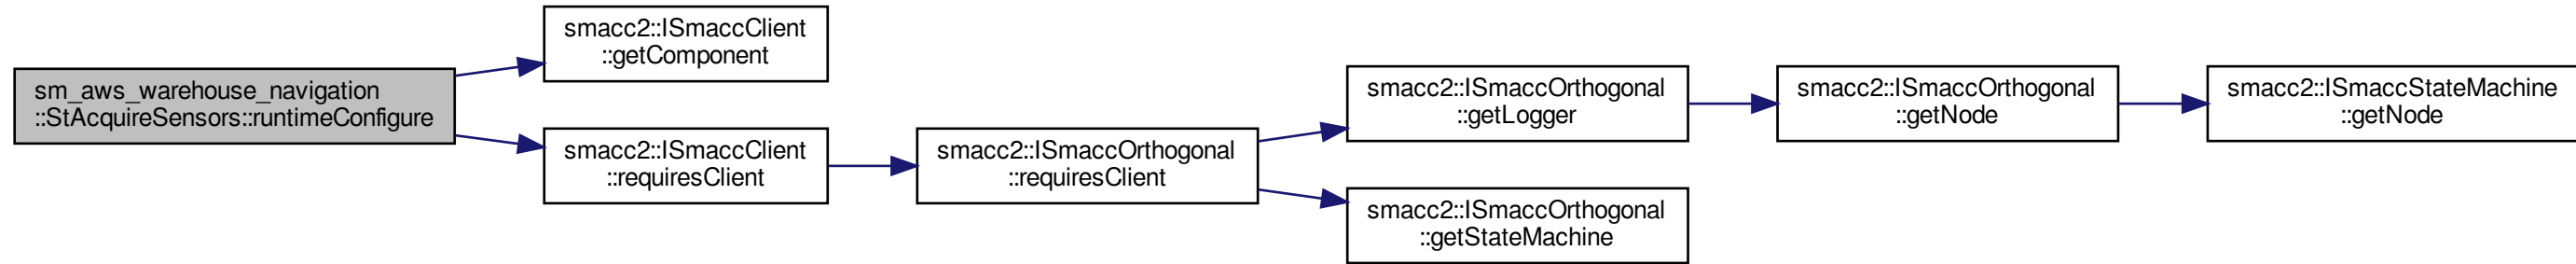 sm_aws_warehouse_navigation
::StAcquireSensors::runtimeConfigure
smacc2::ISmaccClient
::getComponent
smacc2::ISmaccClient
::requiresClient
smacc2::ISmaccOrthogonal
::requiresClient
smacc2::ISmaccOrthogonal
::getLogger
smacc2::ISmaccOrthogonal
::getNode
smacc2::ISmaccStateMachine
::getNode
smacc2::ISmaccOrthogonal
::getStateMachine